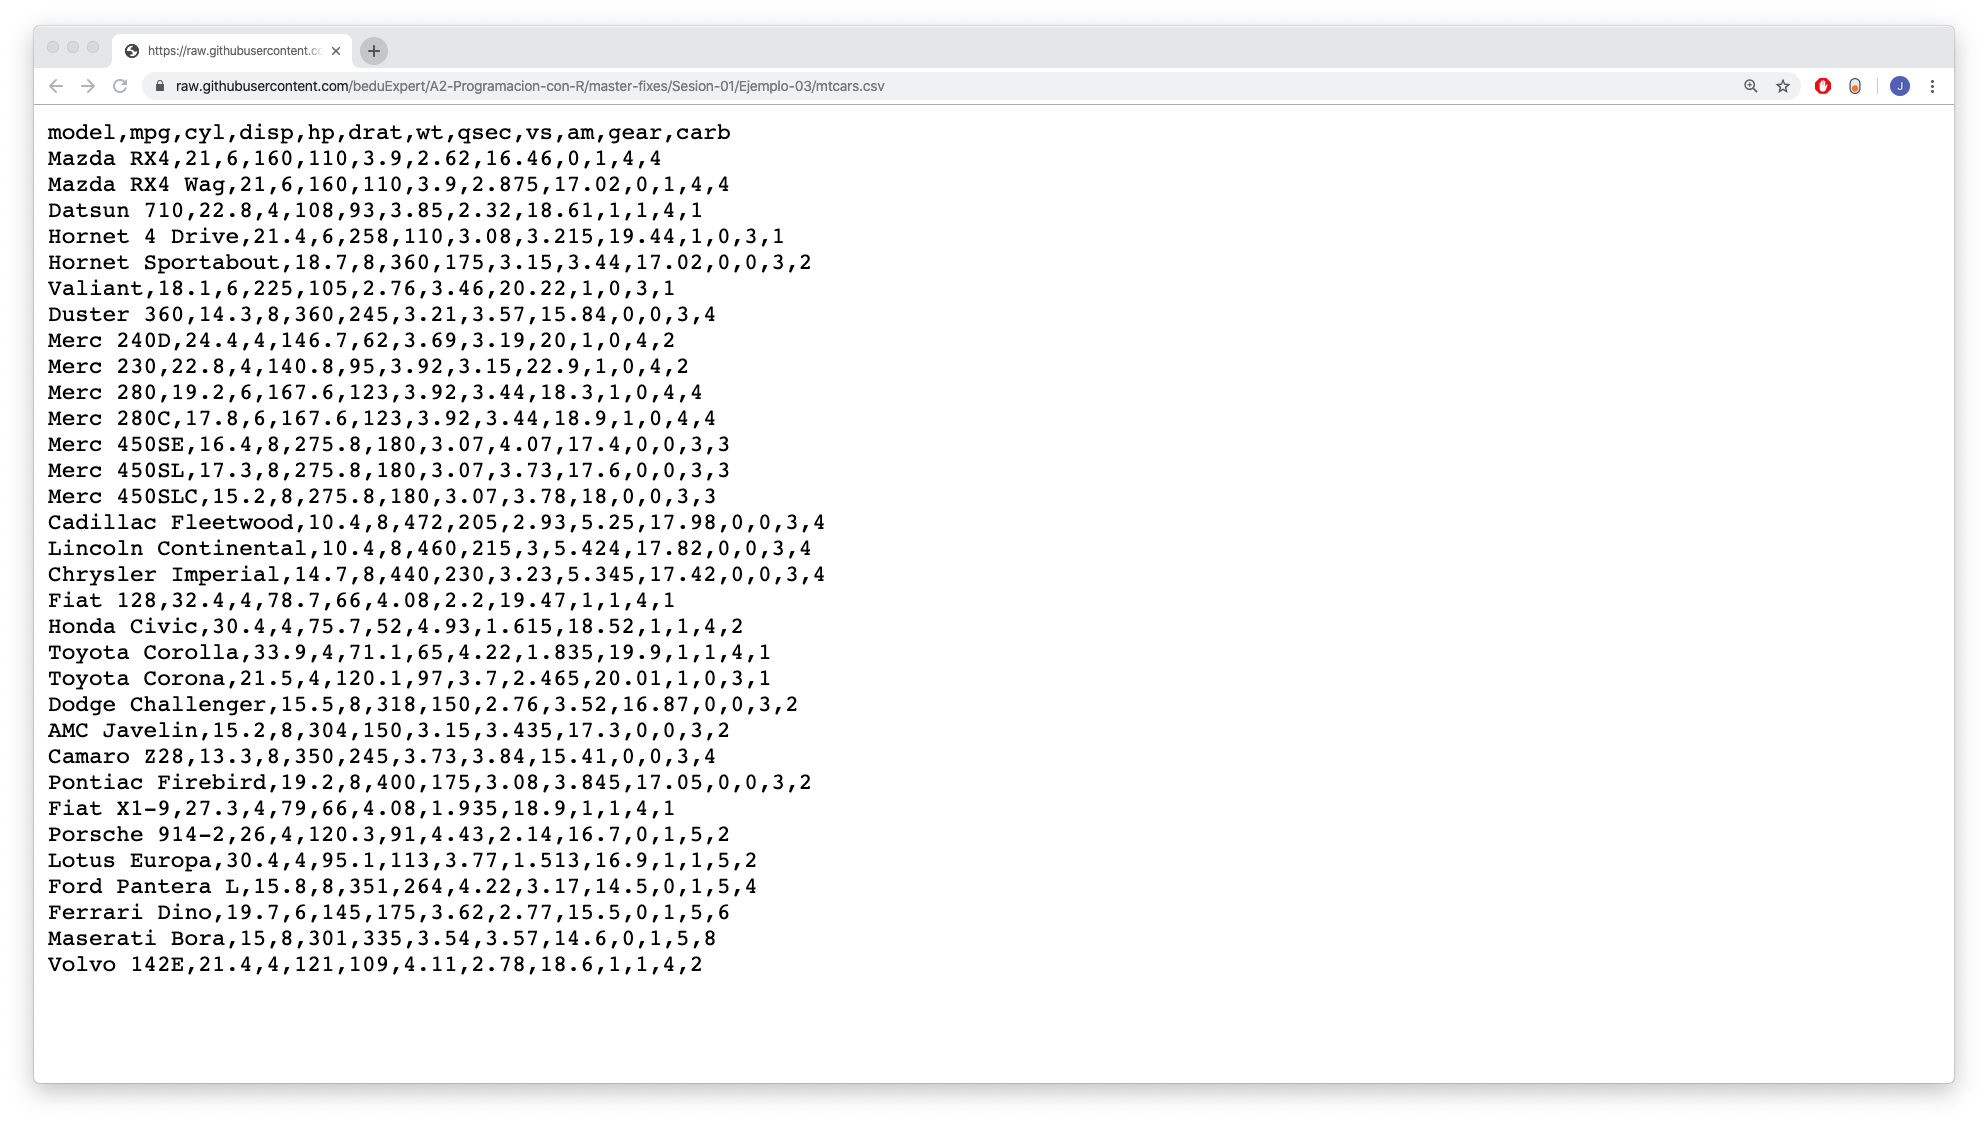 https://raw.githubusercontent.cc
raw.githubusercontent.com/beduExpert/A2-Programacion-con-R/master-fixes/Sesion-01/Ejemplo-03/mtcars.csv
J
model,mpg,cyl,disp,hp,drat,wt,qsec,vs,am,gear,carb
Mazda RX4,21,6,160,110,3.9,2.62,16.46,0,1,4,4
Mazda RX4 Wag,21,6,160,110,3.9,2.875,17.02,0,1,4,4
Datsun 710,22.8,4,108,93,3.85,2.32,18.61,1,1,4,1
Hornet 4 Drive,21.4,6,258,110,3.08,3.215,19.44,1,0,3,1
Hornet Sportabout,18.7,8,360,175,3.15,3.44,17.02,0,0,3,2
Valiant,18.1,6,225,105,2.76,3.46,20.22,1,0,3,1
Duster 360,14.3,8,360,245,3.21,3.57,15.84,0,0,3,4
Merc 240D,24.4,4,146.7,62,3.69,3.19,20,1,0,4,2
Merc 230,22.8,4,140.8,95,3.92,3.15,22.9,1,0,4,2
Merc 280,19.2,6,167.6,123,3.92,3.44,18.3,1,0,4,4
Merc 280C,17.8,6,167.6,123,3.92,3.44,18.9,1,0,4,4
Merc 450SE,16.4,8,275.8,180,3.07,4.07,17.4,0,0,3,3
Merc 450SL,17.3,8,275.8,180,3.07,3.73,17.6,0,0,3,3
Merc 450SLC,15.2,8,275.8,180,3.07,3.78,18,0,0,3,3
Cadillac Fleetwood,10.4,8,472,205,2.93,5.25,17.98,0,0,3,4
Lincoln Continental,10.4,8,460,215,3,5.424,17.82,0,0,3,4
Chrysler Imperial,14.7,8,440,230,3.23,5.345,17.42,0,0,3,4
Fiat 128,32.4,4,78.7,66,4.08,2.2,19.47,1,1,4,1
Honda Civic,30.4,4,75.7,52,4.93,1.615,18.52,1,1,4,2
Toyota Corolla,33.9,4,71.1,65,4.22,1.835,19.9,1,1,4,1
Toyota Corona,21.5,4,120.1,97,3.7,2.465,20.01,1,0,3,1
Dodge Challenger,15.5,8,318,150,2.76,3.52,16.87,0,0,3,2
AMC Javelin,15.2,8,304,150,3.15,3.435,17.3,0,0,3,2
Camaro Z28,13.3,8,350,245,3.73,3.84,15.41,0,0,3,4
Pontiac Firebird,19.2,8,400,175,3.08,3.845,17.05,0,0,3,2
Fiat X1-9,27.3,4,79,66,4.08,1.935,18.9,1,1,4,1
Porsche 914-2,26,4,120.3,91,4.43,2.14,16.7,0,1,5,2
Lotus Europa,30.4,4,95.1,113,3.77,1.513,16.9,1,1,5,2
Ford Pantera L,15.8,8,351,264,4.22,3.17,14.5,0,1,5,4
Ferrari Dino,19.7,6,145,175,3.62,2.77,15.5,0,1,5,6
Maserati Bora,15,8,301,335,3.54,3.57,14.6,0,1,5,8
Volvo 142E,21.4,4,121,109,4.11,2.78,18.6,1,1,4,2